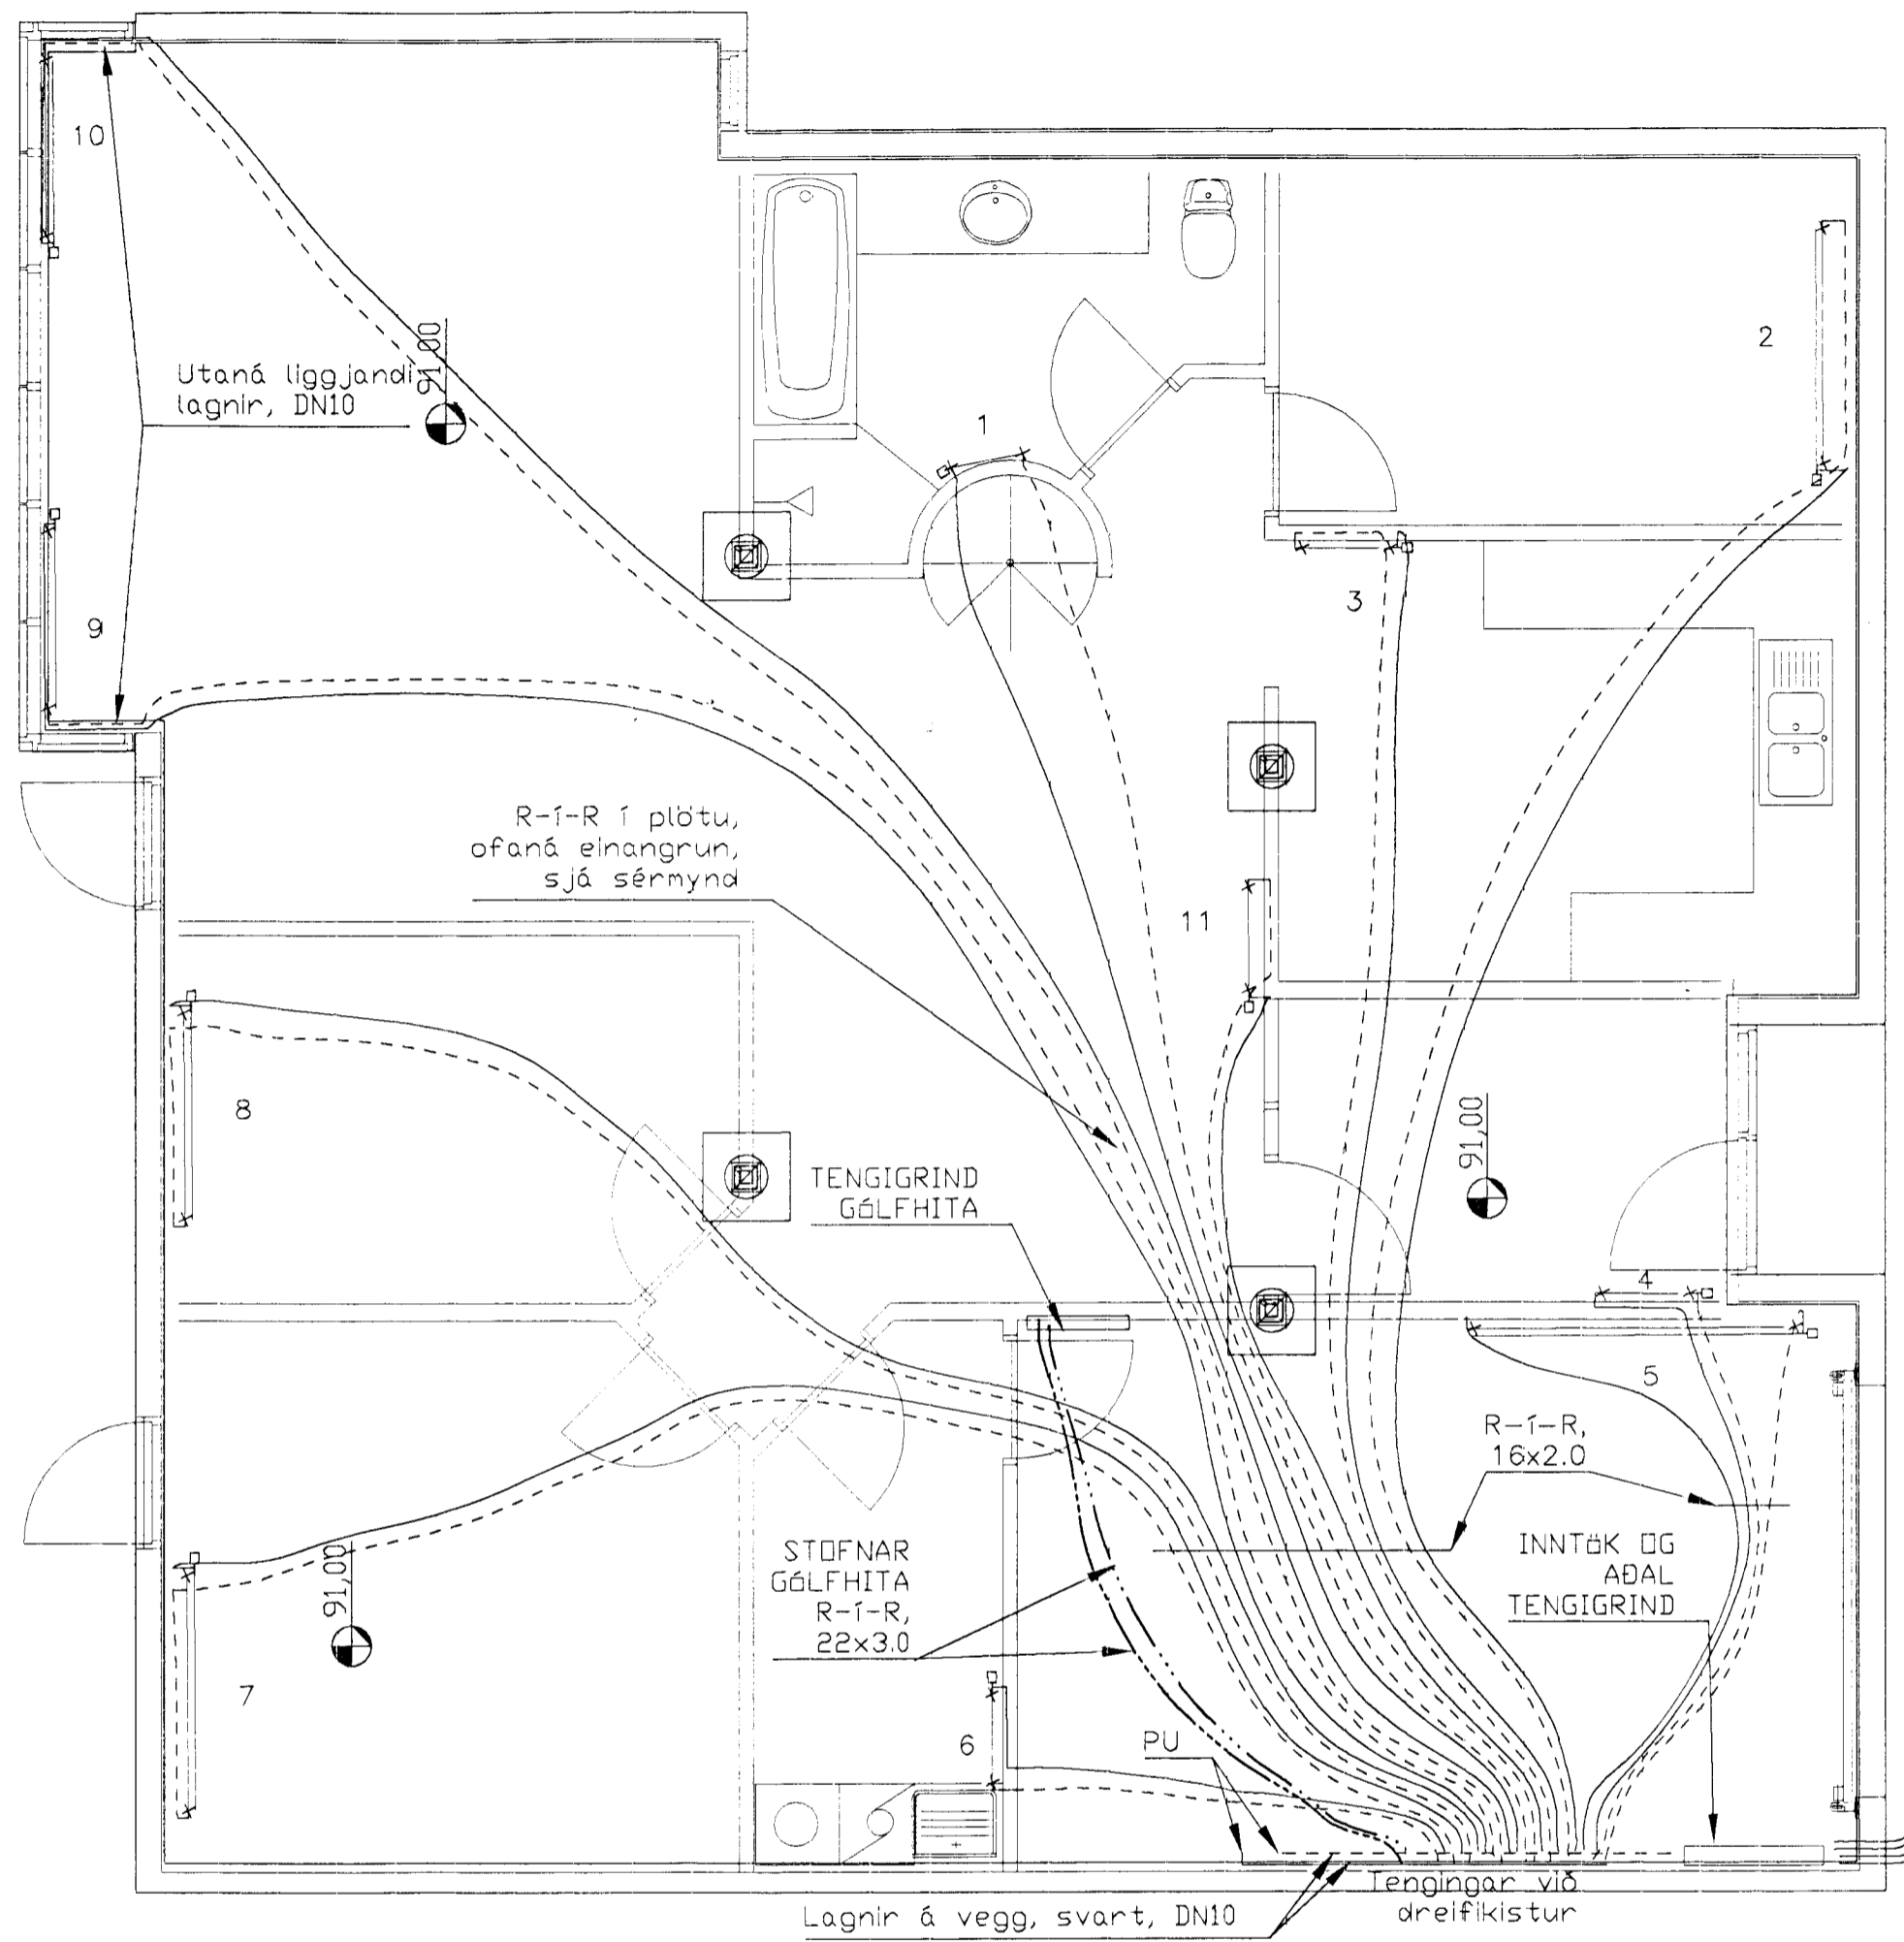 10
Utaná liggjandi
lagnir, DN10
91,00
1
2
3
9
R-í-R í plötu,
ofaná einangrun,
sjá sérmynd
11
8
91,00
TENGIGRIND
GóLFHITA
4
5
R-í-R,
16x2.0
STOFNAR
GóLFHITA
R-í-R,
22x3.0
INNTöK OG
AÐAL
TENGIGRIND
91,00
7
6
PU
Tengingar við
dreifikistur
Lagnir á vegg, svart, DN10